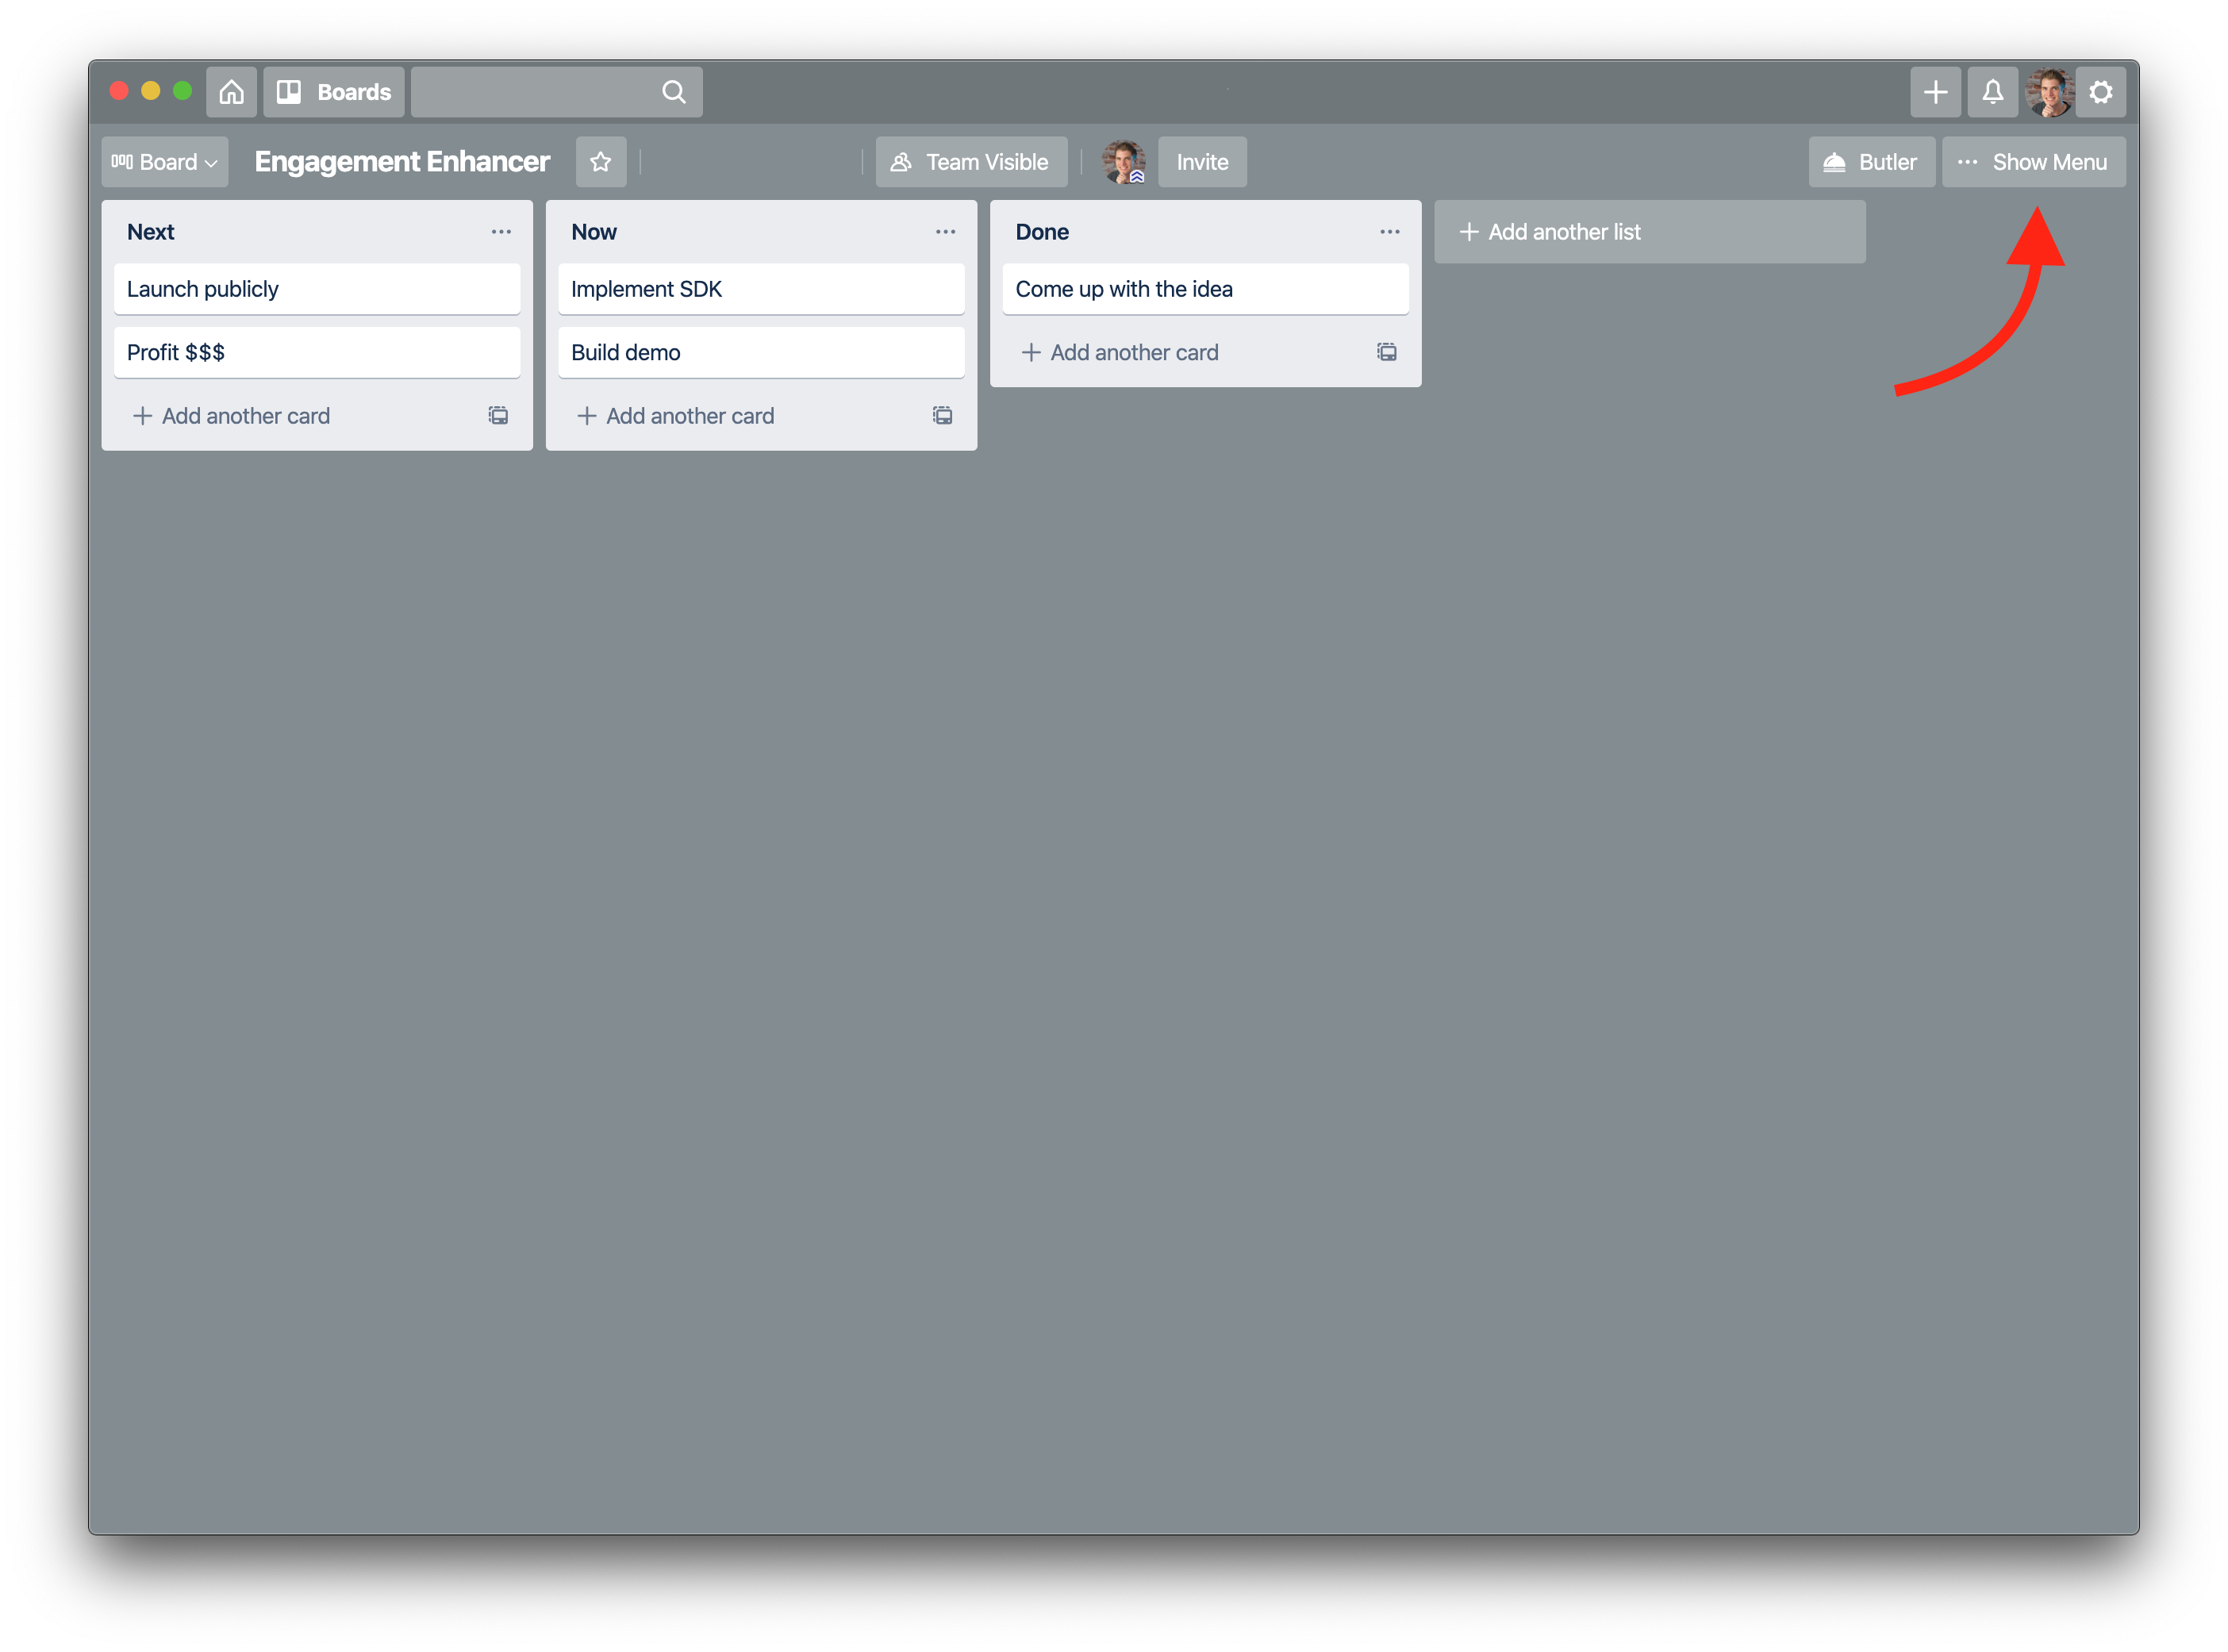 Boards
Board
Engagement Enhancer
Team Visible
Invite
Butler
Show Menu
Next
Launch publicly
Profit $$$
Add another card
Now
Implement SDK
Build demo
Add another card
Done
Come up with the idea
Add another card
Add another list